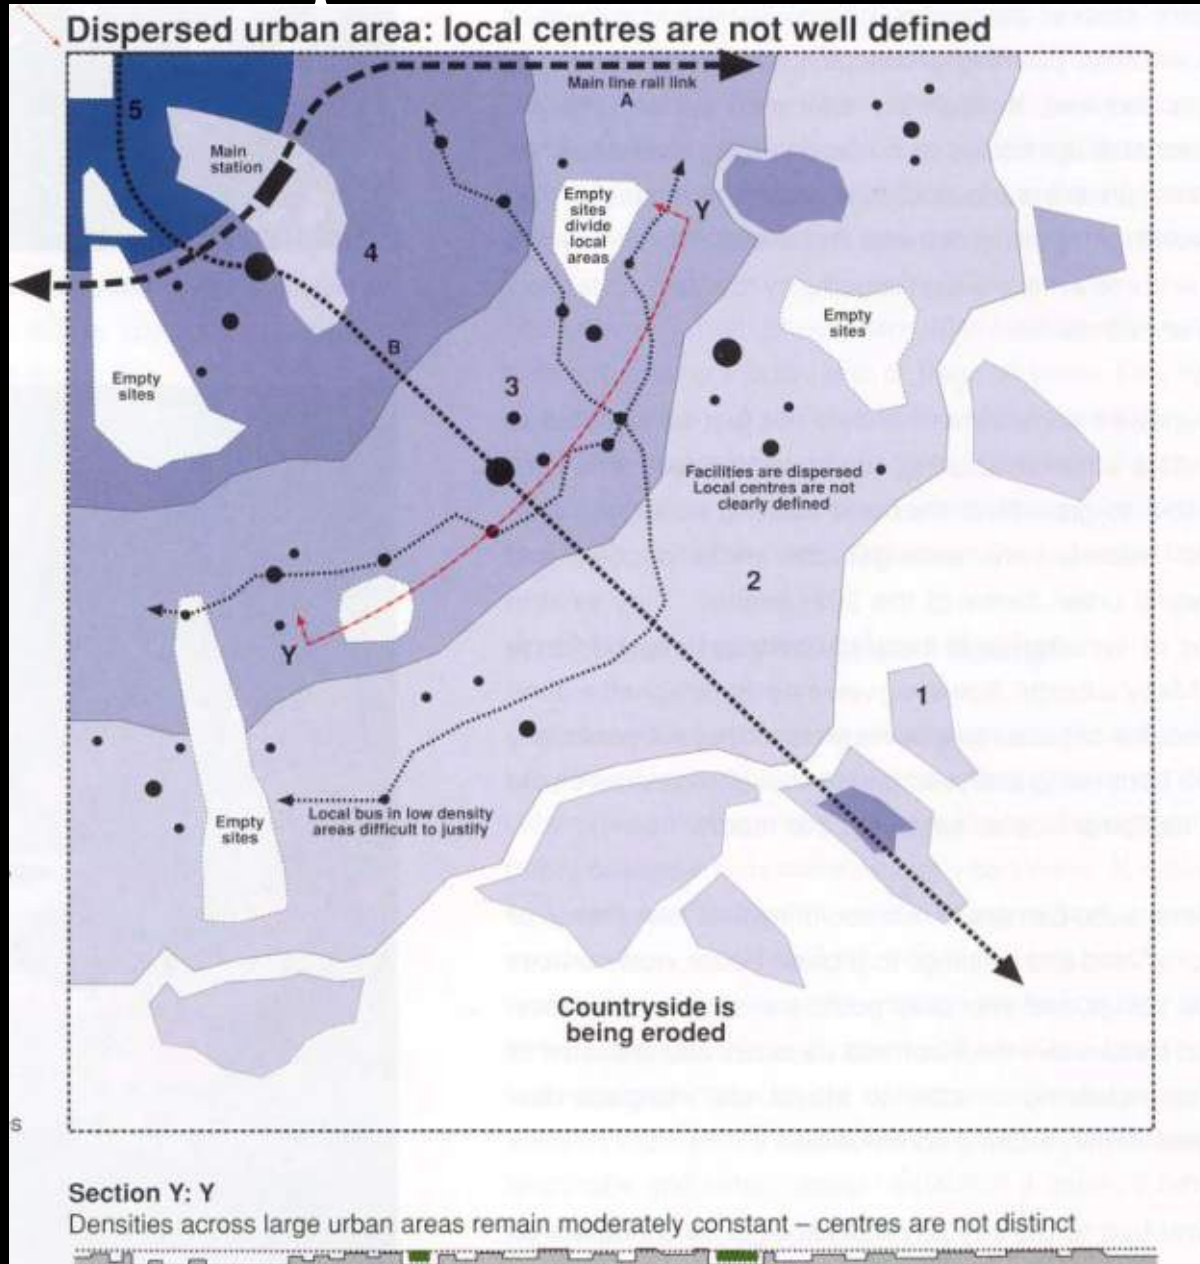 Dispersed urban area: local centres are not well defined
5
Main line rail link
A
Main
station
Empty
sites
divide
local
areas
Y
4
Empty
sites
B
Empty
sites
3
Facilities are dispersed
Local centres are not
clearly defined
2
Y
1
Local bus in low density
areas difficult to justify
Empty
sites
Countryside is
being eroded
s
Section Y: Y
Densities across large urban areas remain moderately constant – centres are not distinct